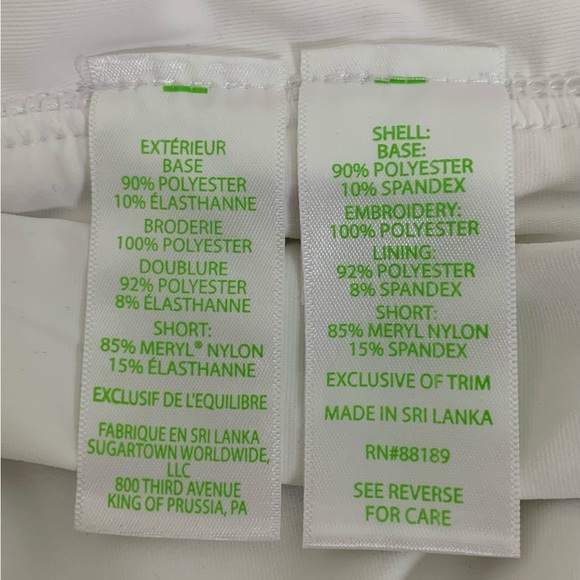 EXTÉRIEUR
BASE
90% POLYESTER
10% ÉLASTHANNE
BRODERIE
100% POLYESTER
DOUBLURE
92% POLYESTER
8% ÉLASTHANNE
SHORT:
85% MERYL® NYLON
15% ÉLASTHANNE
EXCLUSIF DE L'EQUILIBRE
FABRIQUE EN SRI LANKA
SUGARTOWN WORLDWIDE,
LLC
800 THIRD AVENUE
KING OF PRUSSIA, PA
SHELL:
BASE:
90% POLYESTER
10% SPANDEX
EMBROIDERY:
100% POLYESTER
LINING:
92% POLYESTER
8% SPANDEX
SHORT:
85% MERYL NYLON
15% SPANDEX
EXCLUSIVE OF TRIM
MADE IN SRI LANKA
RN#88189
SEE REVERSE
FOR CARE